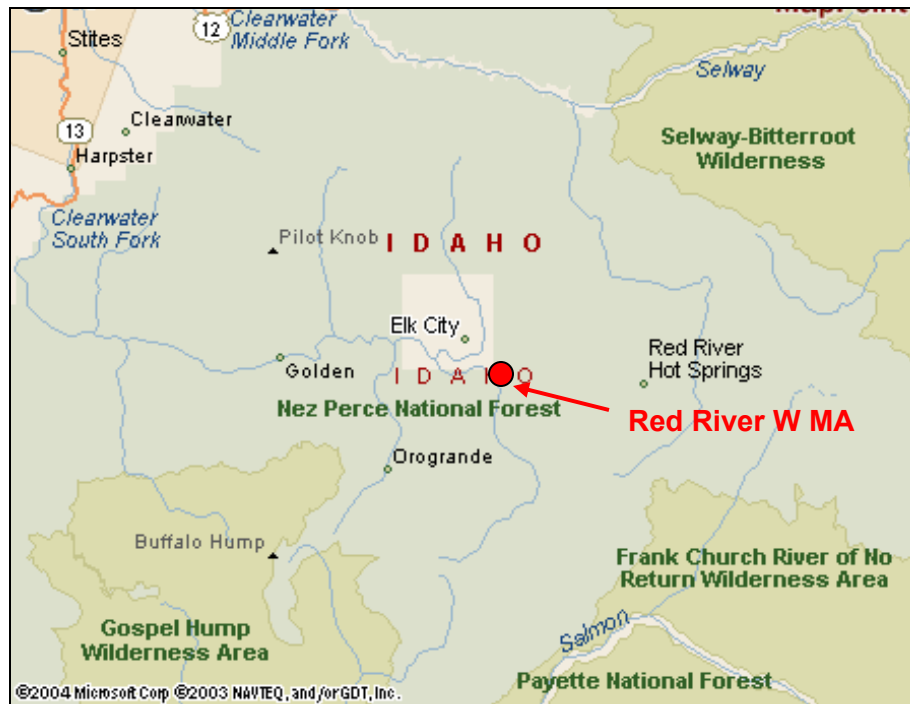 Clearwater
Middle Fork
12
Stites
Selway
13
Clearwater
Harpster
Selway-Bitterroot
Wilderness
Clearwater
South Fork
Pilot Knob
I D A H O
Elk City
Golden
I D A H O
Red River
Hot Springs
Nez Perce National Forest
Red River W MA
Orogrande
Buffalo Hump
Frank Church River of No
Return Wilderness Area
Gospel Hump
Wilderness Area
Salmon
Payette National Forest
©2004 Microsoft Corp ©2003 NAVTEQ, and/or GDT, Inc.